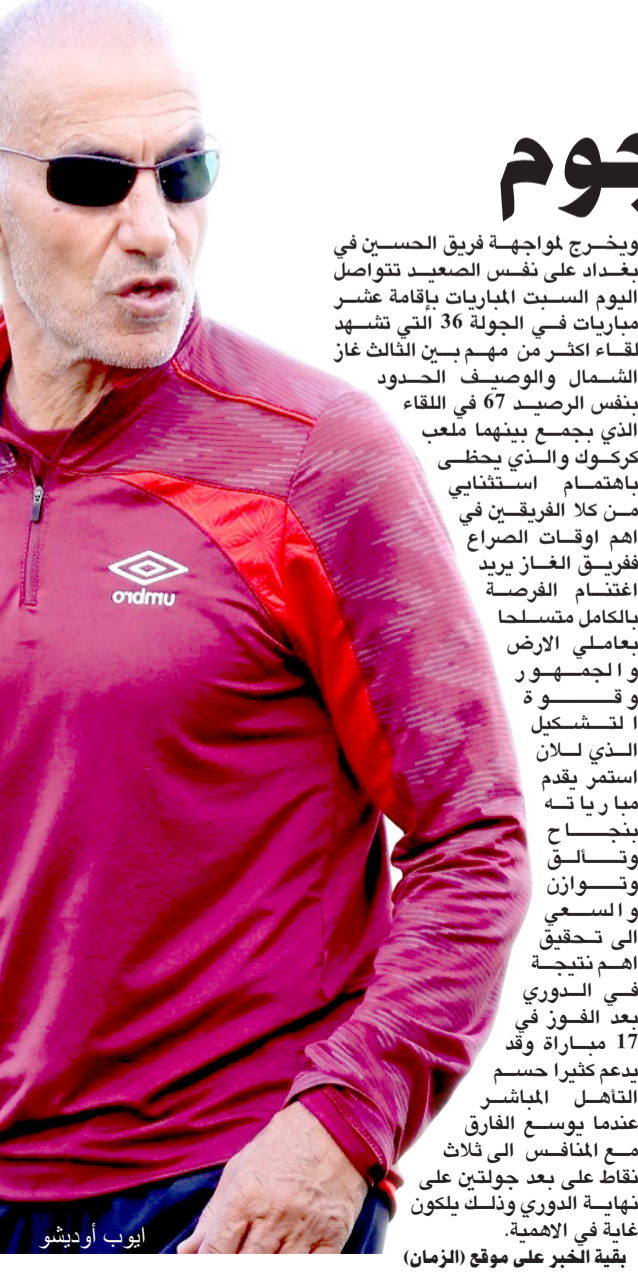 ويخرج لمواجهة فريق الحسين في
بغداد على نفس الصعيد تتواصل
اليوم السبت المباريات بإقامة عشر
مباريات في الجولة 36 التي تشهد
لقاء اكثر من مهم بين الثالث غاز
الشمال والوصيف الحدود
بنفس الرصيد 67 في اللقاء
الذي بجمع بينهما ملعب
كركوك والذي يحظى
باهتمام استثنايي
من كلا الفريقين في
اهم اوقات الصراع
ففريق الغاز يريد
اغتنام الفرصة
بالكامل متسلحا
بعاملي الارض
والجمهور
وقوة
التشكيل
الذي للان
استمر يقدم
مبارياته
بنجاح
وتألق
وتوازن
والسعي
الى تحقيق
اهم نتيجة
في الدوري
بعد الفوز في
17 مباراة وقد
يدعم كثيرا حسم
التأهل المباشر
عندما يوسع الفارق
مع المنافس الى ثلاث
نقاط على بعد جولتين على
نهاية الدوري وذلك يلكون
غاية في الاهمية.
بقية الخبر على موقع (الزمان)
umbro
ايوب أوديشو